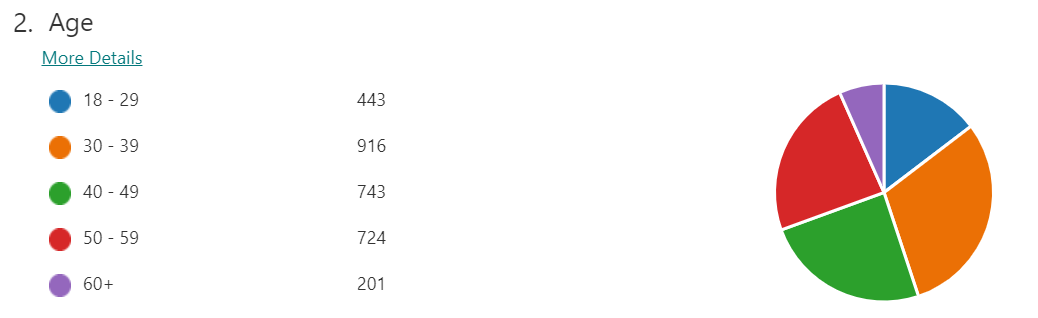 2. Age
More Details
18 - 29 443
30 - 39 916
40 - 49 743
50 - 59 724
60+ 201